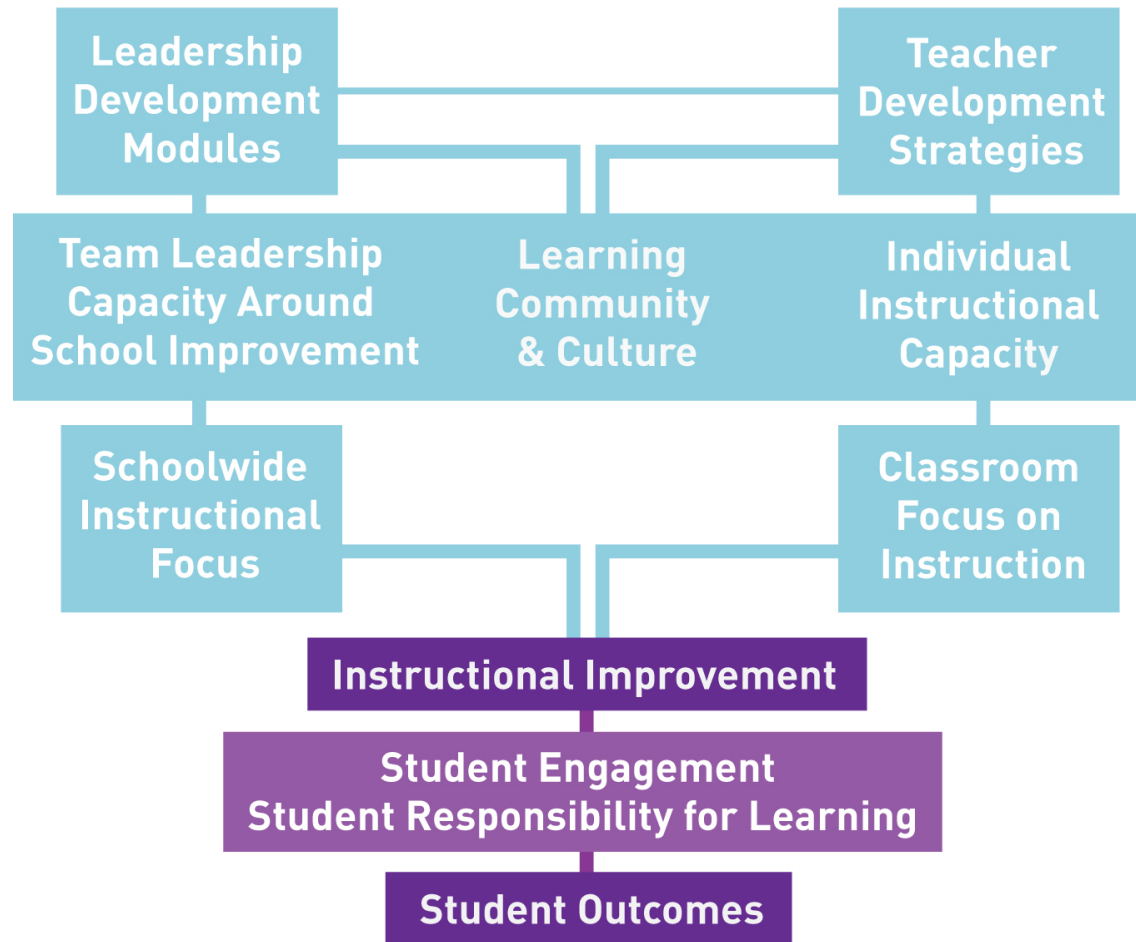 Leadership
Development
Modules
Teacher
Development
Strategies
Team Leadership
Capacity Around
School Improvement
Learning
Community
& Culture
Individual
Instructional
Capacity
Schoolwide
Instructional
Focus
Classroom
Focus on
Instruction
Instructional Improvement
Student Engagement
Student Responsibility for Learning
Student Outcomes